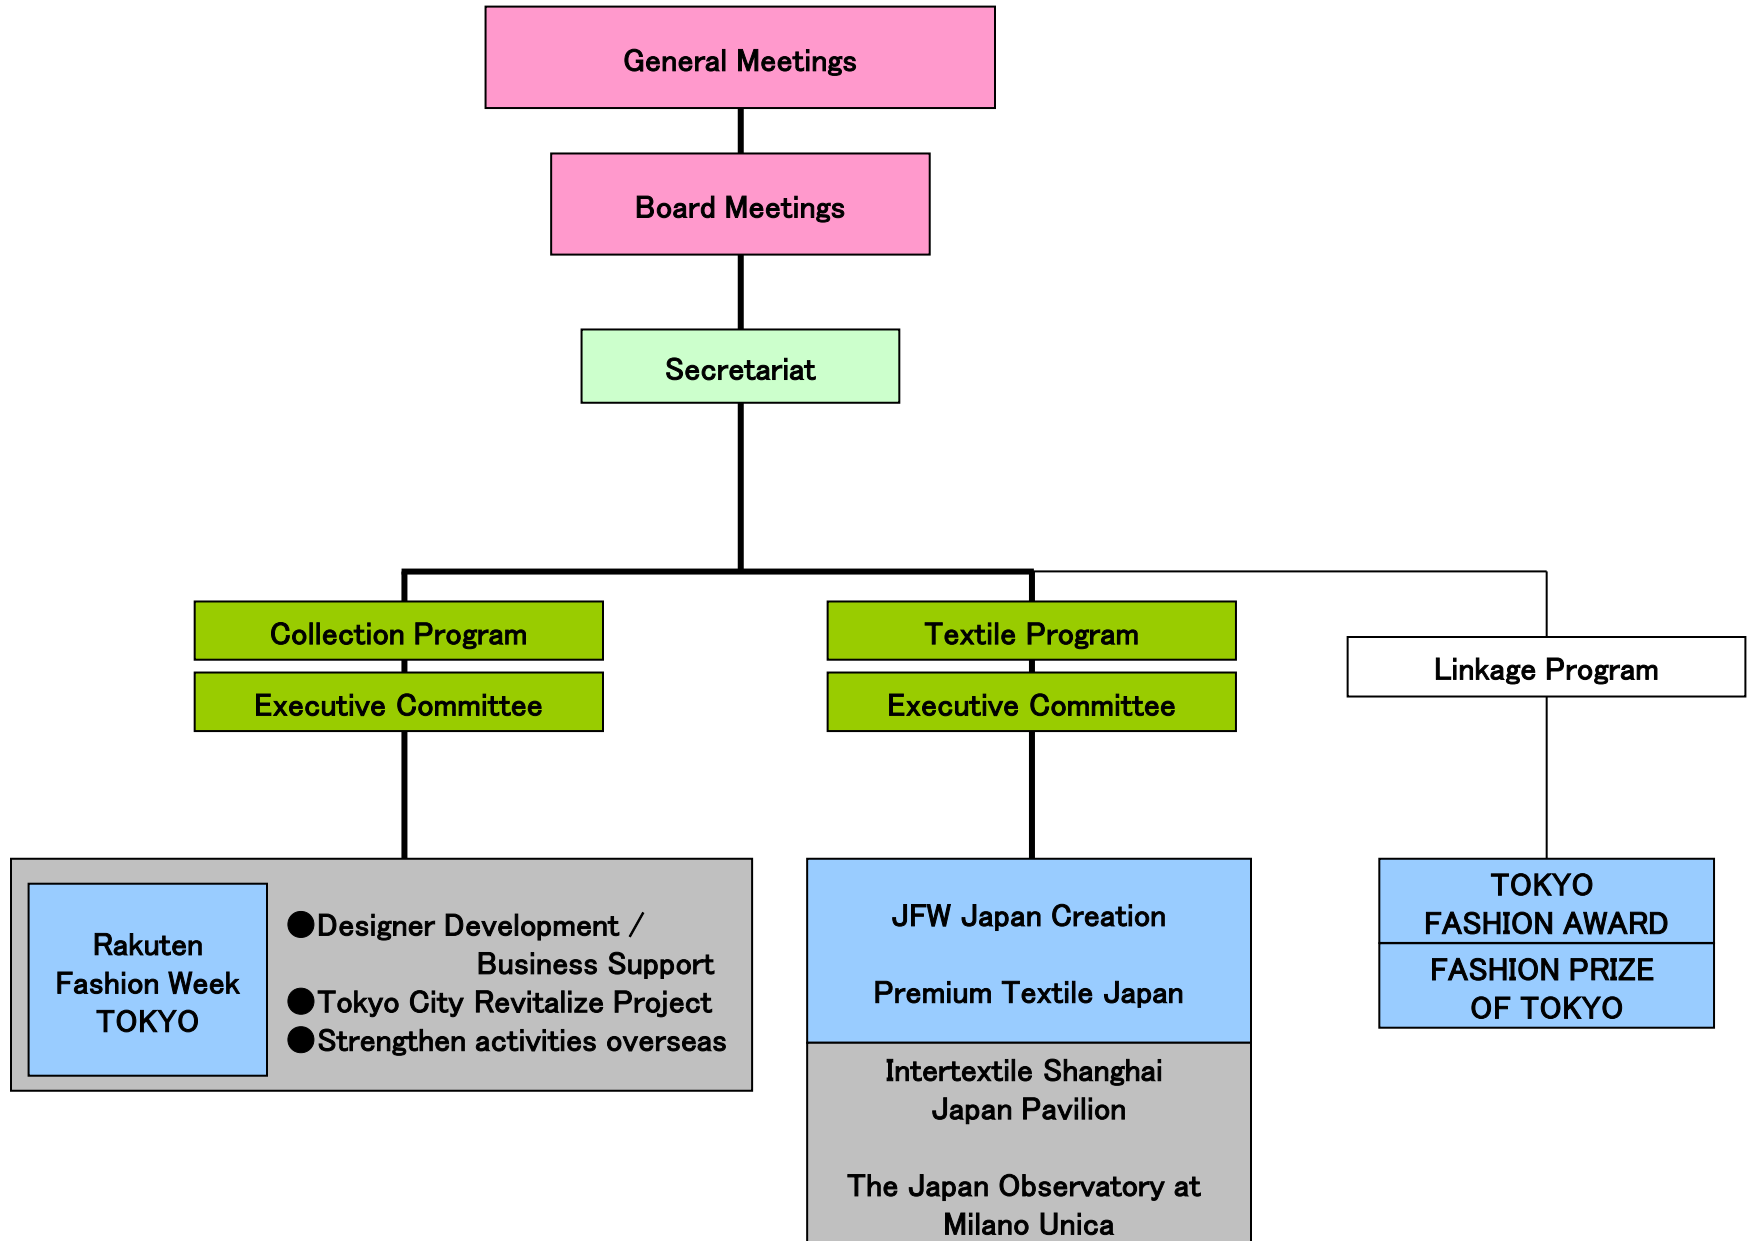 General Meetings
Board Meetings
Secretariat
Collection Program
Executive Committee
Textile Program
Executive Committee
Linkage Program
Rakuten
Fashion Week
TOKYO
●Designer Development /
Business Support
●Tokyo City Revitalize Project
●Strengthen activities overseas
JFW Japan Creation
Premium Textile Japan
Intertextile Shanghai
Japan Pavilion
The Japan Observatory at
Milano Unica
TOKYO
FASHION AWARD
FASHION PRIZE
OF TOKYO